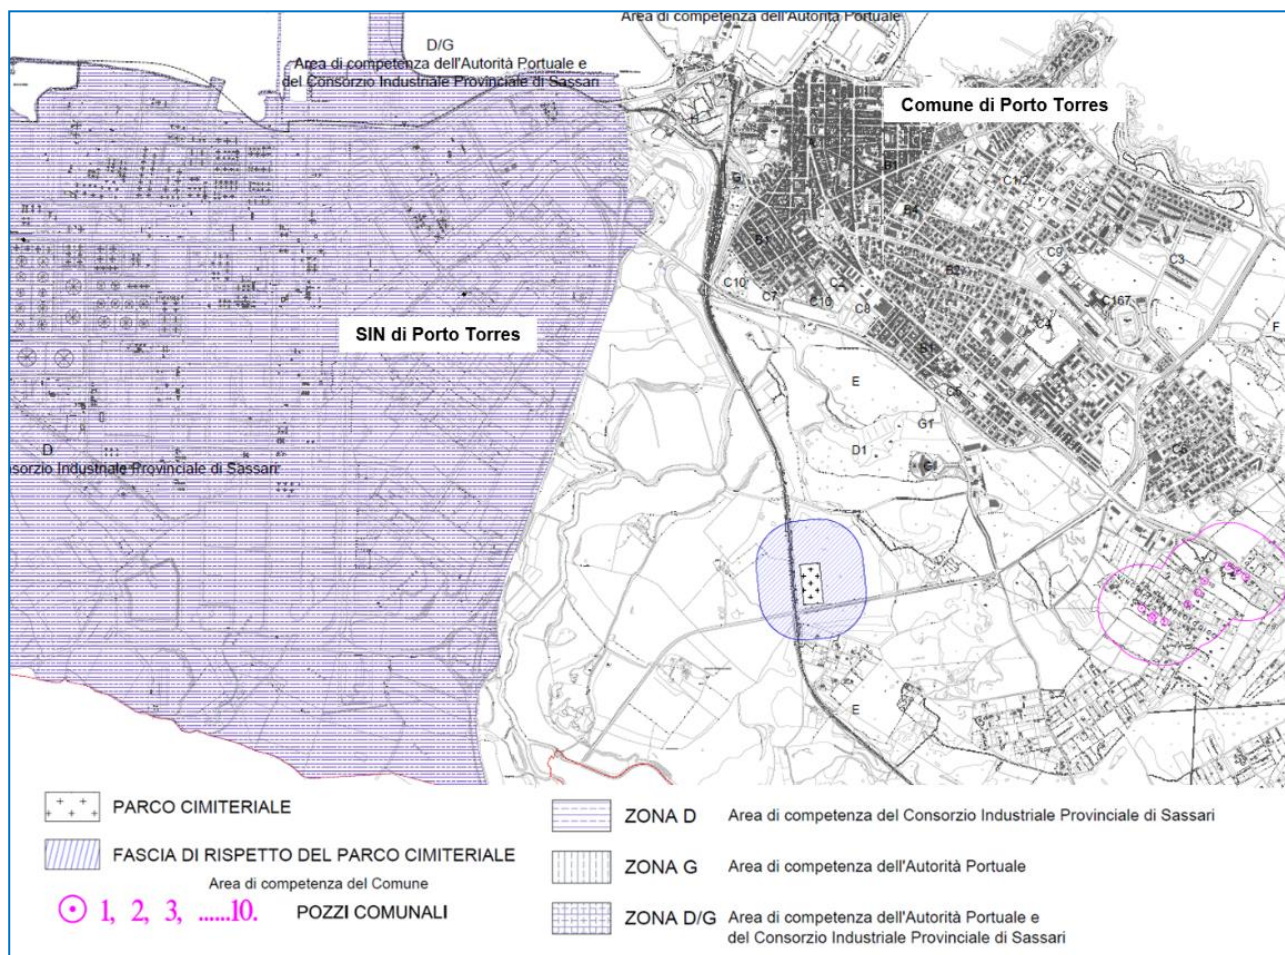 Area di competenza dell'Autorità Portuale
D/G
Area di competenza dell'Autorità Portuale e
del Consorzio Industriale Provinciale di Sassari
Comune di Porto Torres
SIN di Porto Torres
B1
C1/2
G
B1
B2
C9
C3
C10
C7
C10
C2
C8
C167
C4
F
E
G1
D1
G
C6
D
nsorzio Industriale Provinciale di Sassari
E
PARCO CIMITERIALE
FASCIA DI RISPETTO DEL PARCO CIMITERIALE
Area di competenza del Comune
1, 2, 3, ......10. POZZI COMUNALI
ZONA D Area di competenza del Consorzio Industriale Provinciale di Sassari
ZONA G Area di competenza dell'Autorità Portuale
ZONA D/G Area di competenza dell'Autorità Portuale e
del Consorzio Industriale Provinciale di Sassari